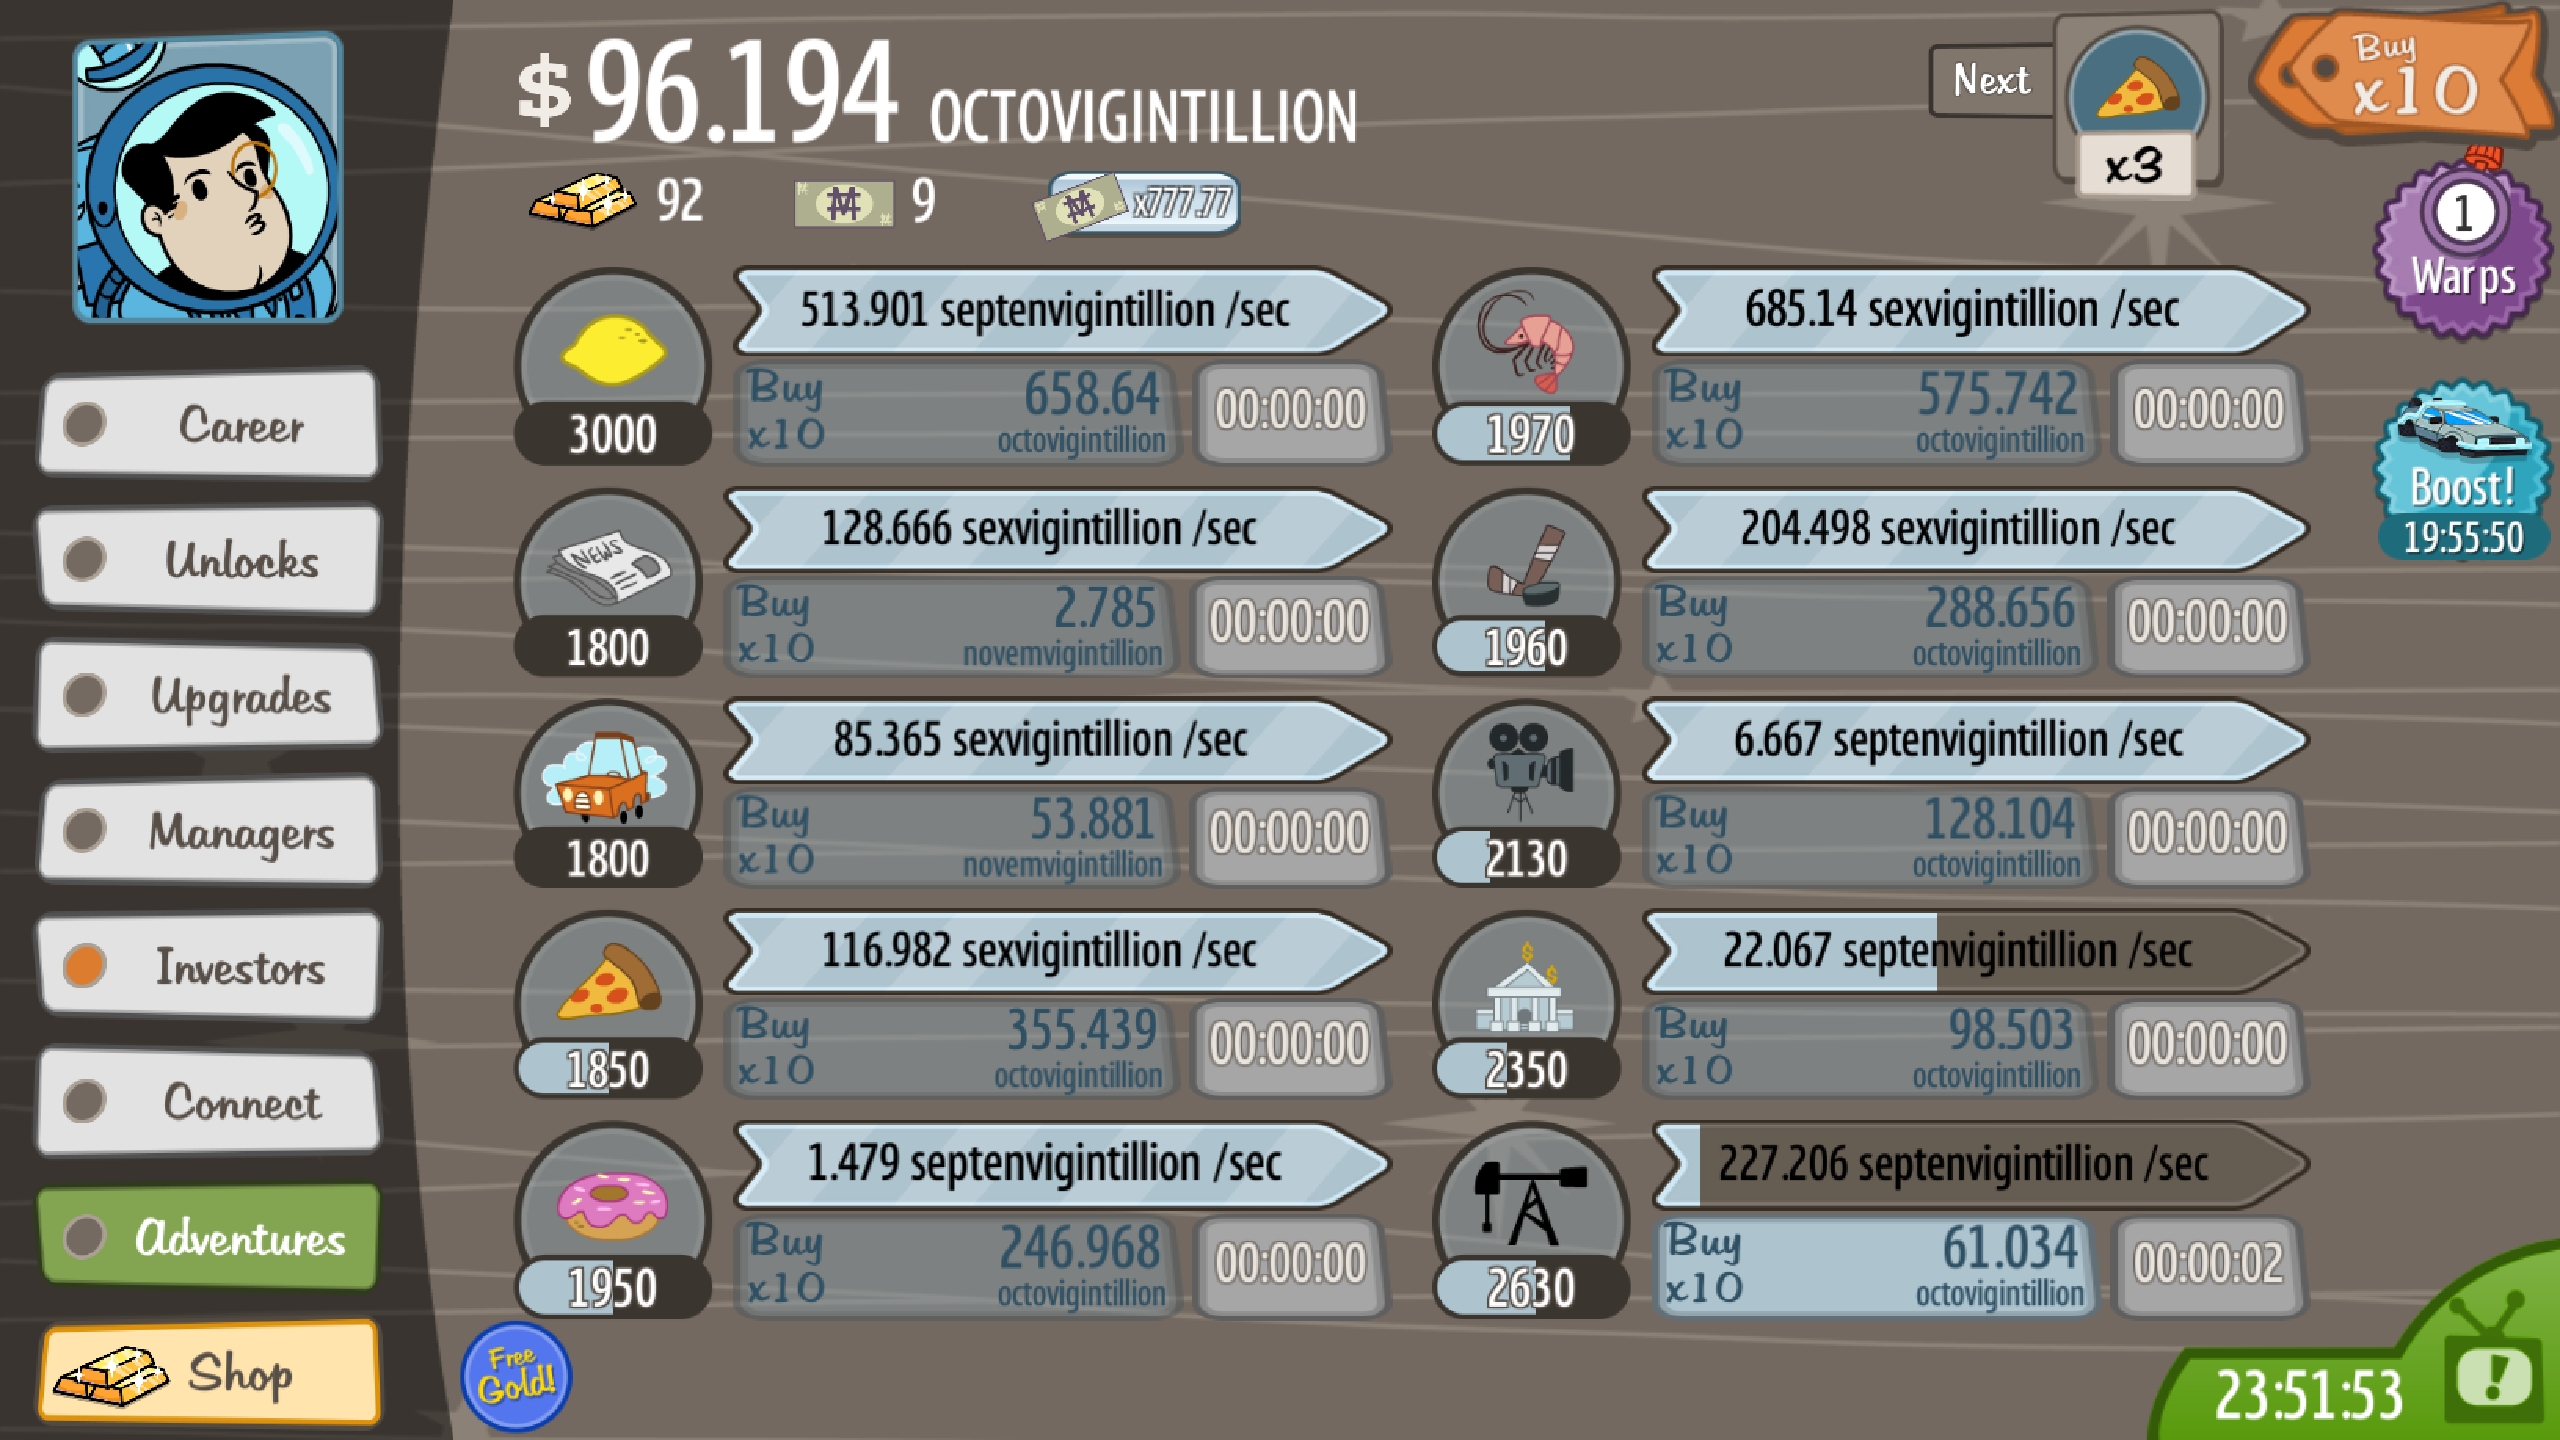 $96.194 OCTOVIGINTILLION
92
9
x777.77
Next
x3
Buy
x10
1
Warps
Boost!
19:55:50
Career
Unlocks
Upgrades
Managers
Investors
Connect
Adventures
Shop
513.901 septenvigintillion /sec
3000
Buy
x10
658.64
octovigintillion
00:00:00
NEWS
128.666 sexvigintillion /sec
1800
Buy
x10
2.785
novemvigintillion
00:00:00
85.365 sexvigintillion /sec
1800
Buy
x10
53.881
novemvigintillion
00:00:00
116.982 sexvigintillion /sec
1850
Buy
x10
355.439
octovigintillion
00:00:00
1.479 septenvigintillion /sec
1950
Buy
x10
246.968
octovigintillion
00:00:00
685.14 sexvigintillion /sec
1970
Buy
x10
575.742
octovigintillion
00:00:00
204.498 sexvigintillion /sec
1960
Buy
x10
288.656
octovigintillion
00:00:00
6.667 septenvigintillion /sec
2130
Buy
x10
128.104
octovigintillion
00:00:00
$
$
22.067 septenvigintillion /sec
2350
Buy
x10
98.503
octovigintillion
00:00:00
227.206 septenvigintillion /sec
2630
Buy
x10
61.034
octovigintillion
00:00:02
Free
Gold!
23:51:53
!